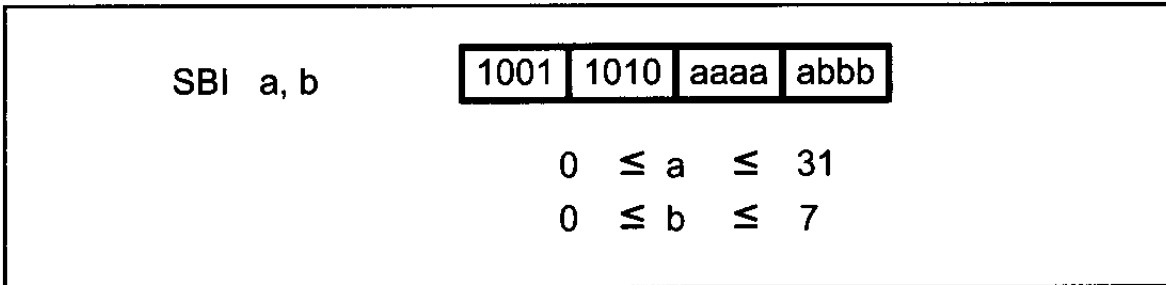 SBI a, b 1001 1010 aaaa abbb
0 ≤ a ≤ 31
0 ≤ b ≤ 7